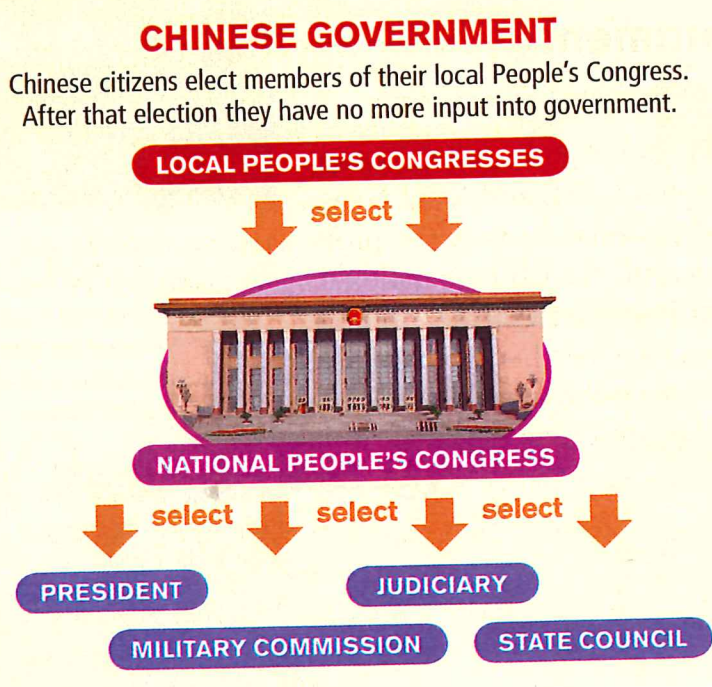 CHINESE GOVERNMENT
Chinese citizens elect members of their local People's Congress.
After that election they have no more input into government.
LOCAL PEOPLE'S CONGRESSES
select
NATIONAL PEOPLE'S CONGRESS
select select select
PRESIDENT
JUDICIARY
MILITARY COMMISSION
STATE COUNCIL